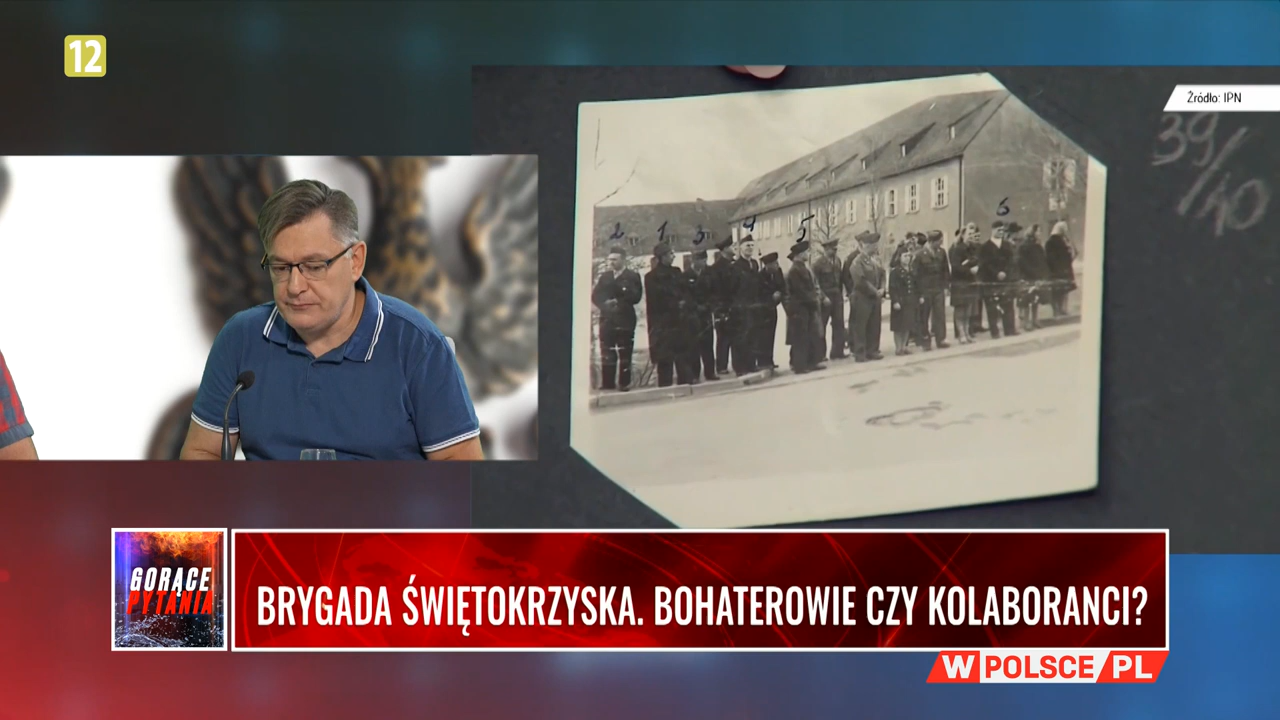 12
Źródło: IPN
39/40
2 1 3 4 5 6
GORĄCE
PYTANIA
BRYGADA ŚWIĘTOKRZYSKA. BOHATEROWIE CZY KOLABORANCI?
WPOLSCE/PL